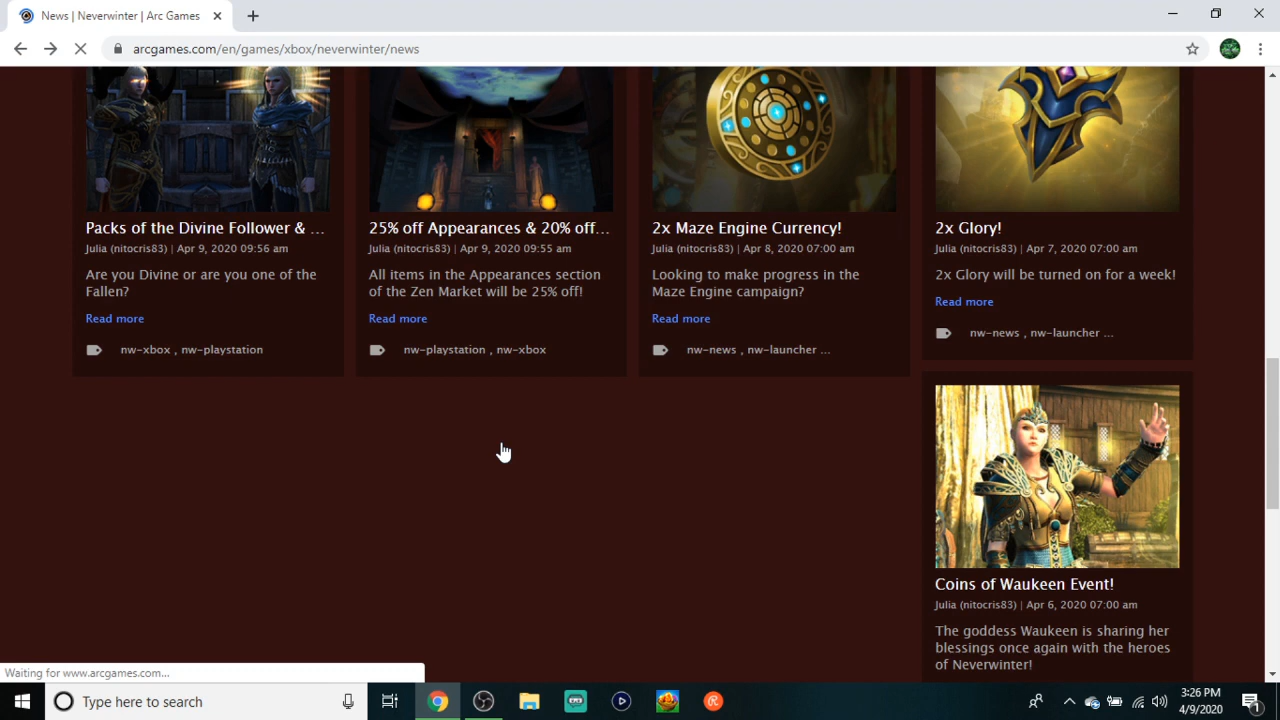 News | Neverwinter | Arc Games
arcgames.com/en/games/xbox/neverwinter/news
Packs of the Divine Follower & ...
Julia (nitocris83) | Apr 9, 2020 09:56 am
Are you Divine or are you one of the
Fallen?
Read more
nw-xbox , nw-playstation
25% off Appearances & 20% off...
Julia (nitocris83) | Apr 9, 2020 09:55 am
All items in the Appearances section
of the Zen Market will be 25% off!
Read more
nw-playstation , nw-xbox
2x Maze Engine Currency!
Julia (nitocris83) | Apr 8, 2020 07:00 am
Looking to make progress in the
Maze Engine campaign?
Read more
nw-news , nw-launcher ...
2x Glory!
Julia (nitocris83) | Apr 7, 2020 07:00 am
2x Glory will be turned on for a week!
Read more
nw-news , nw-launcher ...
Coins of Waukeen Event!
Julia (nitocris83) | Apr 6, 2020 07:00 am
The goddess Waukeen is sharing her
blessings once again with the heroes
of Neverwinter!
Waiting for www.arcgames.com...
Type here to search
3:26 PM
4/9/2020
1